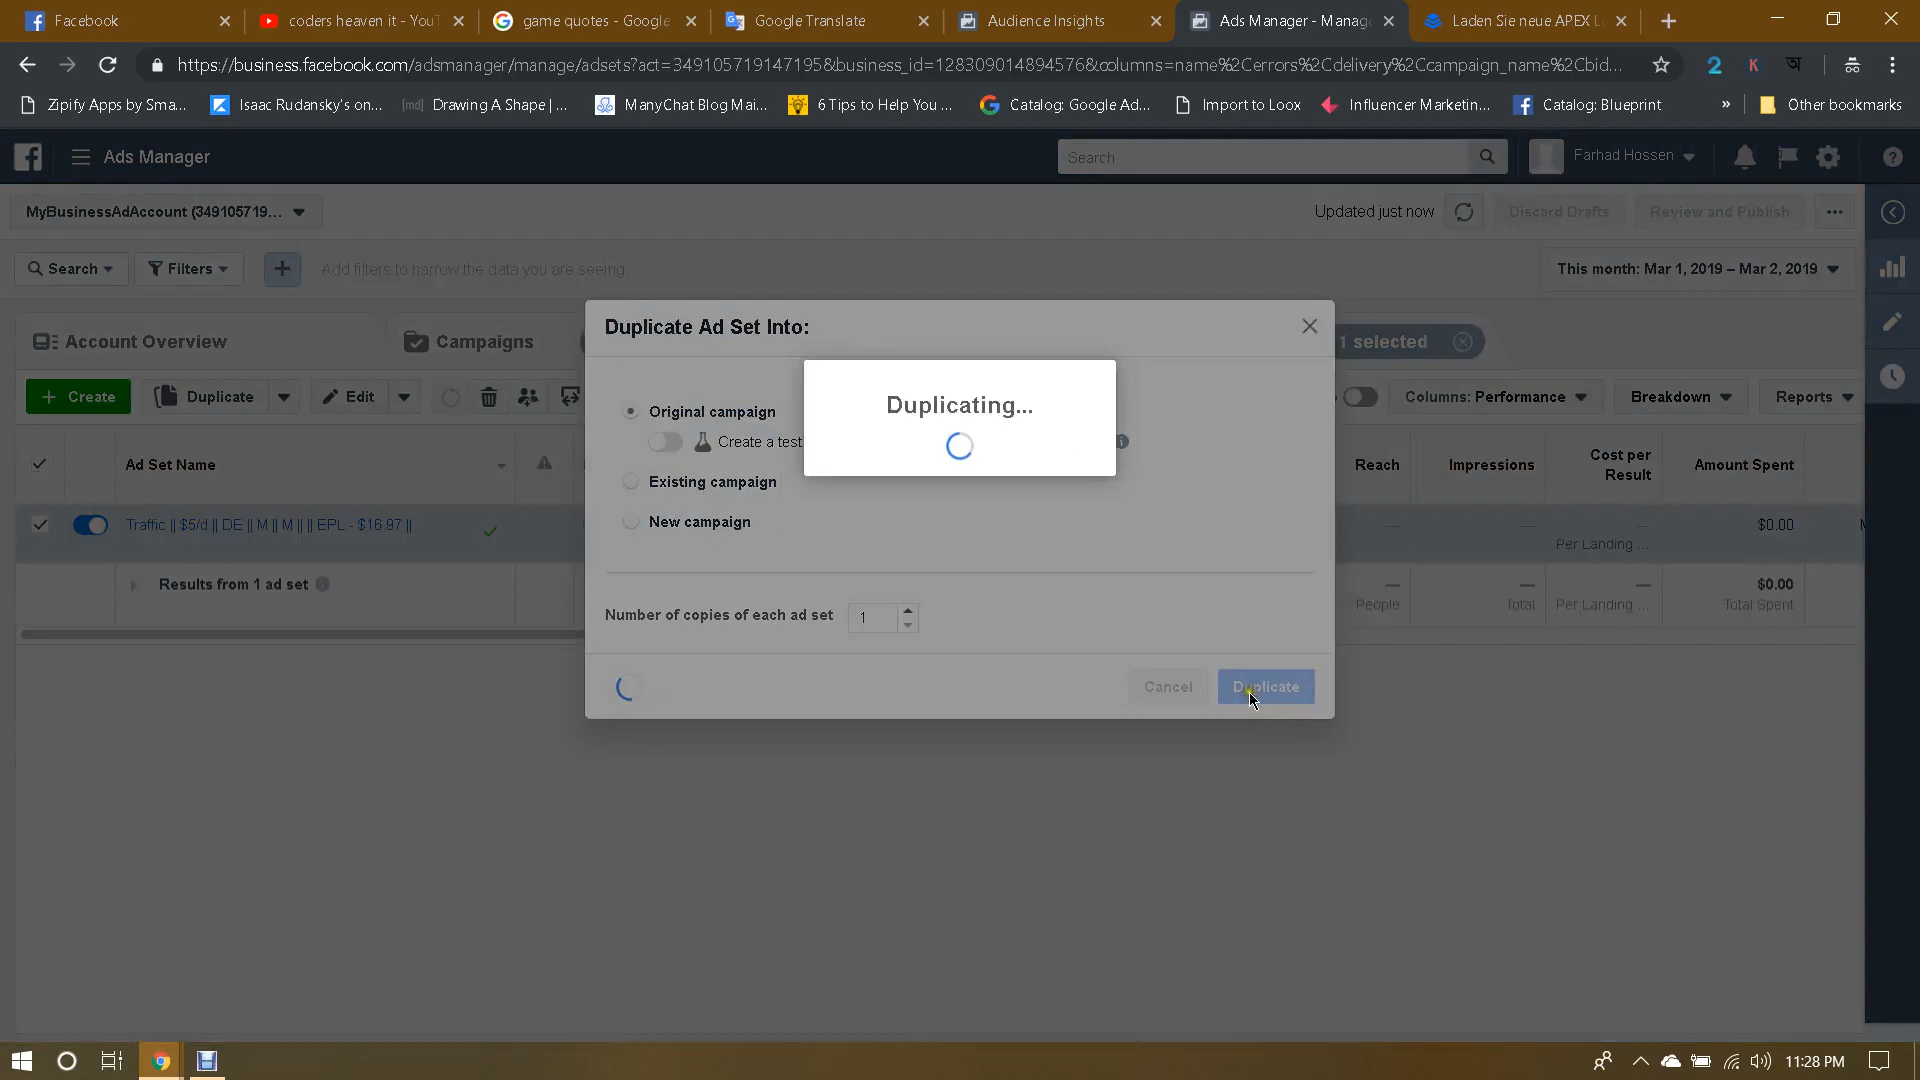 Facebook
coders heaven it - YouT
game quotes - Google
Google Translate
Audience Insights
Ads Manager - Manage
Laden Sie neue APEX L
https://business.facebook.com/adsmanager/manage/adsets?act=349105719147195&business_id=128309014894576&columns=name%2Cerrors%2Cdelivery%2Ccampaign_name%2Cbid...
Zipify Apps by Sma...
Isaac Rudansky's on...
[md] Drawing A Shape | ...
ManyChat Blog Mai...
6 Tips to Help You ...
Catalog: Google Ad...
Import to Loox
Influencer Marketin...
Catalog: Blueprint
»
Other bookmarks
Ads Manager
Search
Farhad Hossen
MyBusinessAdAccount (349105719...
Updated just now
Discard Drafts
Review and Publish
Search
Filters
Add filters to narrow the data you are seeing.
This month: Mar 1, 2019 – Mar 2, 2019
Account Overview
Campaigns
1 selected
Create
Duplicate
Edit
Columns: Performance
Breakdown
Reports
Ad Set Name
Reach
Impressions
Cost per
Result
Amount Spent
Traffic || $5/d || DE || M || M || || EPL - $16.97 ||
—
—
—
Per Landing ...
$0.00
Results from 1 ad set
—
People
—
Total
—
Per Landing ...
$0.00
Total Spent
Duplicate Ad Set Into:
Original campaign
Create a test
Existing campaign
New campaign
Number of copies of each ad set
1
Cancel
Duplicate
Duplicating...
11:28 PM